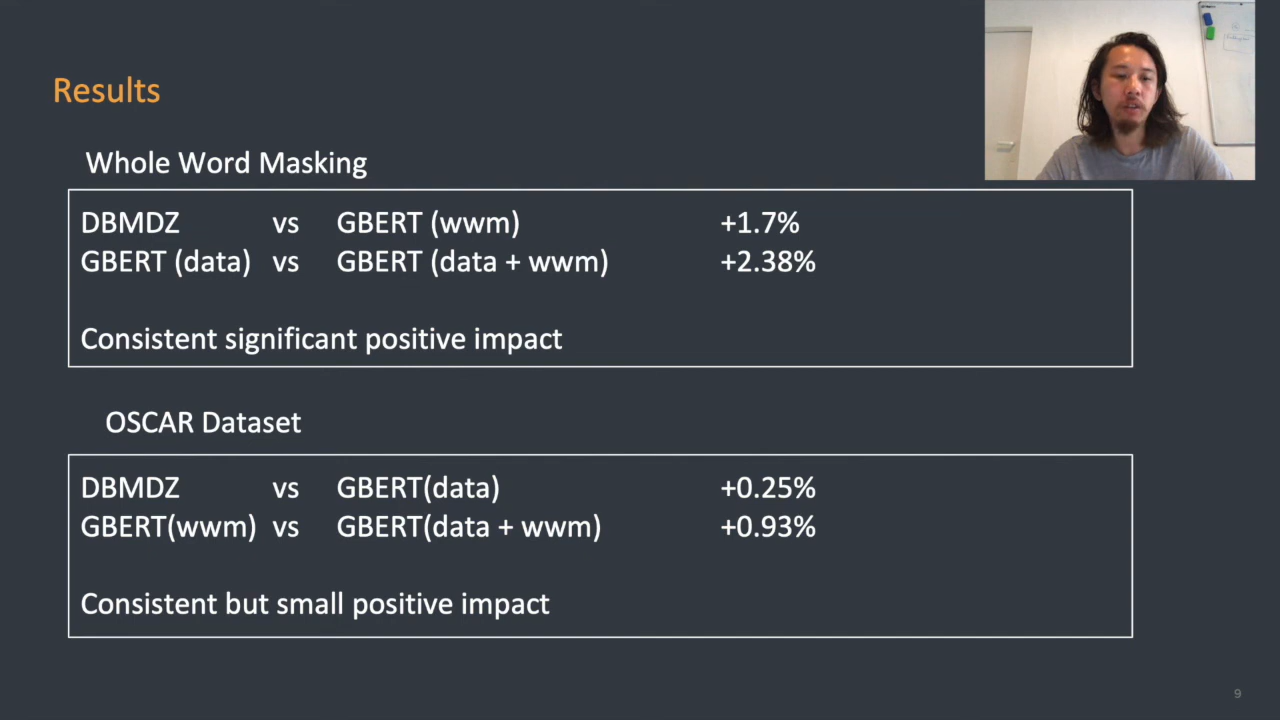 Results
Whole Word Masking
DBMDZ vs GBERT (wwm) +1.7%
GBERT (data) vs GBERT (data + wwm) +2.38%
Consistent significant positive impact
OSCAR Dataset
DBMDZ vs GBERT(data) +0.25%
GBERT(wwm) vs GBERT(data + wwm) +0.93%
Consistent but small positive impact
9